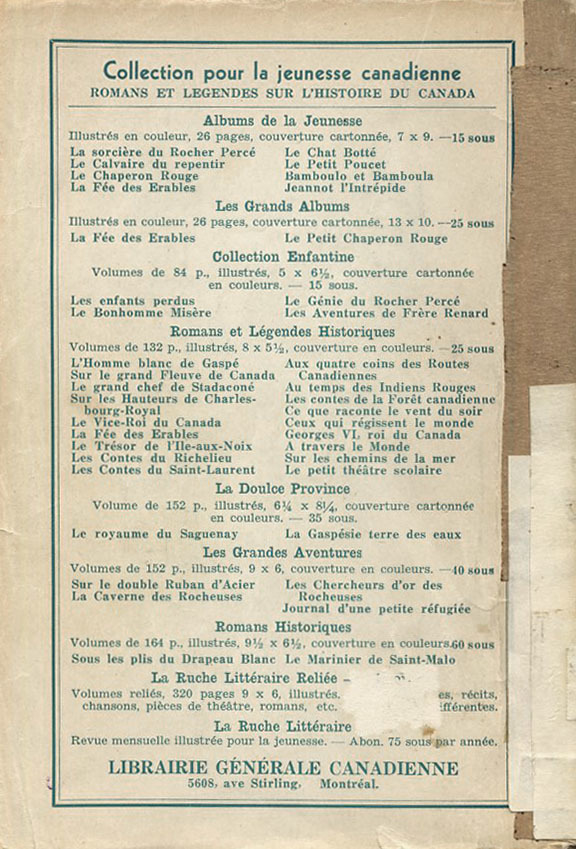 Collection pour la jeunesse canadienne
ROMANS ET LEGENDES SUR L'HISTOIRE DU CANADA
Albums de la Jeunesse
Illustrés en couleur, 26 pages, couverture cartonnée, 7 x 9. —15 sous
La sorcière du Rocher Percé Le Chat Botté
Le Calvaire du repentir Le Petit Poucet
Le Chaperon Rouge Bamboulo et Bamboula
La Fée des Erables Jeannot l'Intrépide
Les Grands Albums
Illustrés en couleur, 26 pages, couverture cartonnée, 13 x 10. —25 sous
La Fée des Erables Le Petit Chaperon Rouge
Collection Enfantine
Volumes de 84 p., illustrés, 5 x 6½, couverture cartonnée
en couleurs. — 15 sous.
Les enfants perdus Le Génie du Rocher Percé
Le Bonhomme Misère Les Aventures de Frère Renard
Romans et Légendes Historiques
Volumes de 132 p., illustrés, 8 x 5½, couverture en couleurs. —25 sous
L'Homme blanc de Gaspé Aux quatre coins des Routes
Sur le grand Fleuve de Canada Canadiennes
Le grand chef de Stadaconé Au temps des Indiens Rouges
Sur les Hauteurs de Charles- Les contes de la Forêt canadienne
bourg-Royal Ce que raconte le vent du soir
Le Vice-Roi du Canada Ceux qui régissent le monde
La Fée des Erables Georges VI, roi du Canada
Le Trésor de l'Ile-aux-Noix A travers le Monde
Les Contes du Richelieu Sur les chemins de la mer
Les Contes du Saint-Laurent Le petit théâtre scolaire
La Doulce Province
Volume de 152 p., illustrés, 6¼ x 8¼, couverture cartonnée
en couleurs. — 35 sous.
Le royaume du Saguenay La Gaspésie terre des eaux
Les Grandes Aventures
Volumes de 152 p., illustrés, 9 x 6, couverture en couleurs. —40 sous
Sur le double Ruban d'Acier Les Chercheurs d'or des
La Caverne des Rocheuses Rocheuses
Journal d'une petite réfugiée
Romans Historiques
Volumes de 164 p., illustrés, 9½ x 6½, couverture en couleurs.60 sous
Sous les plis du Drapeau Blanc Le Marinier de Saint-Malo
La Ruche Littéraire Reliée –
Volumes reliés, 320 pages 9 x 6, illustrés. es, récits,
chansons, pièces de théâtre, romans, etc. ifférentes.
La Ruche Littéraire
Revue mensuelle illustrée pour la jeunesse. — Abon. 75 sous par année.
LIBRAIRIE GÉNÉRALE CANADIENNE
5608, ave Stirling, Montréal.